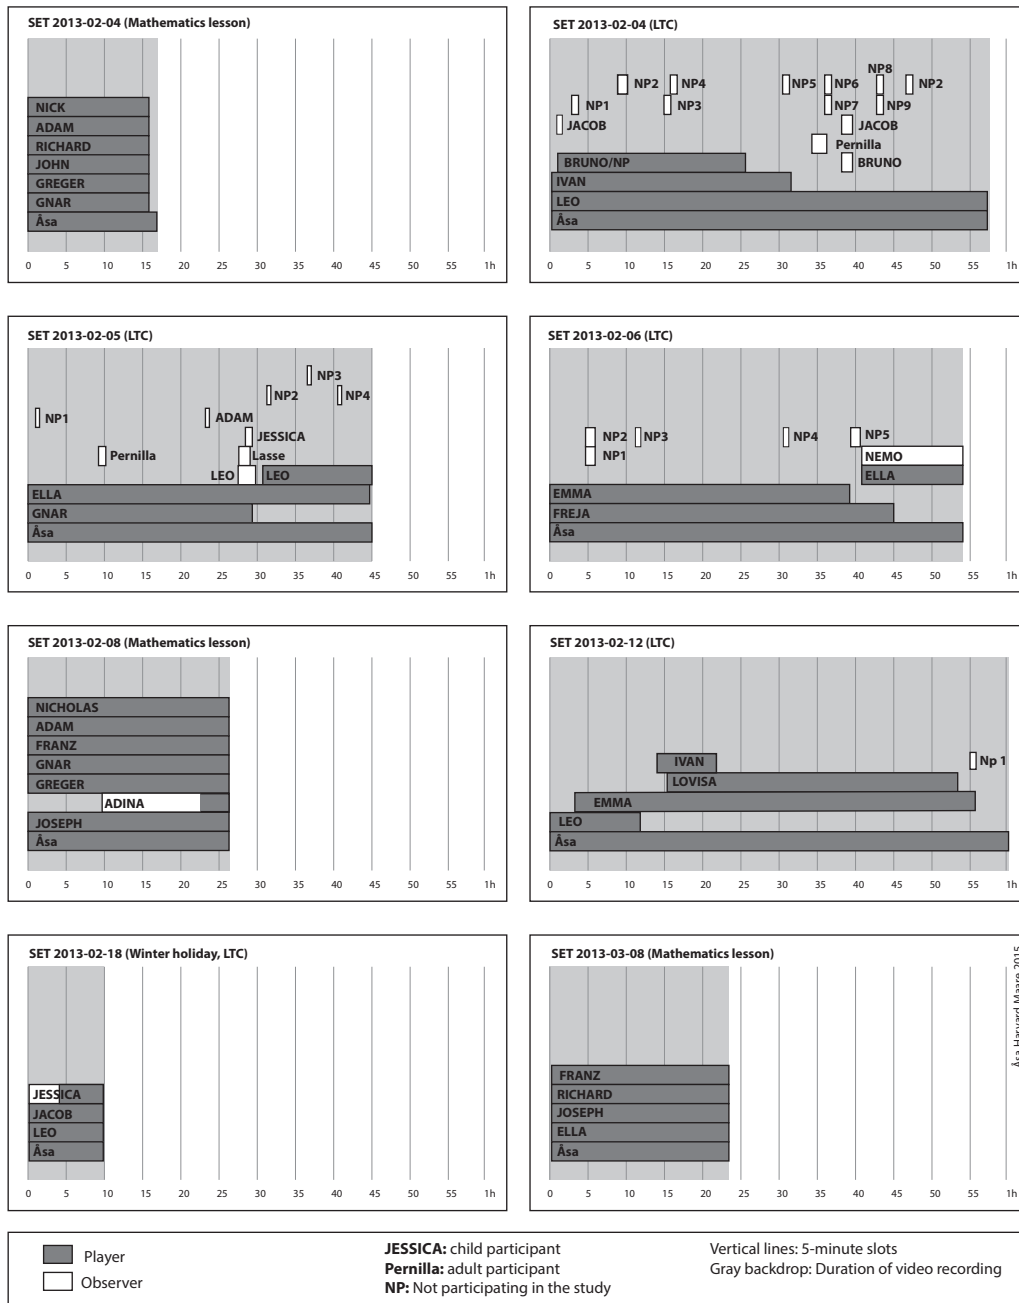 SET 2013-02-04 (Mathematics lesson)
NICK
ADAM
RICHARD
JOHN
GREGER
GNAR
Åsa
0 5 10 15 20 25 30 35 40 45 50 55 1h
SET 2013-02-04 (LTC)
NP8
NP2 NP4 NP5 NP6 NP2
NP1 NP3 NP7 NP9
JACOB JACOB
Pernilla
BRUNO/NP BRUNO
IVAN
LEO
Åsa
0 5 10 15 20 25 30 35 40 45 50 55 1h
SET 2013-02-05 (LTC)
NP3
NP2 NP4
NP1 ADAM
JESSICA
Pernilla Lasse
LEO LEO
ELLA
GNAR
Åsa
0 5 10 15 20 25 30 35 40 45 50 55 1h
SET 2013-02-06 (LTC)
NP2 NP3 NP4 NP5
NP1 NEMO
ELLA
EMMA
FREJA
Åsa
0 5 10 15 20 25 30 35 40 45 50 55 1h
SET 2013-02-08 (Mathematics lesson)
NICHOLAS
ADAM
FRANZ
GNAR
GREGER
ADINA
JOSEPH
Åsa
0 5 10 15 20 25 30 35 40 45 50 55 1h
SET 2013-02-12 (LTC)
IVAN Np 1
LOVISA
EMMA
LEO
Åsa
0 5 10 15 20 25 30 35 40 45 50 55 1h
SET 2013-02-18 (Winter holiday, LTC)
JESSICA
JACOB
LEO
Åsa
0 5 10 15 20 25 30 35 40 45 50 55 1h
SET 2013-03-08 (Mathematics lesson)
FRANZ
RICHARD
JOSEPH
ELLA
Åsa
0 5 10 15 20 25 30 35 40 45 50 55 1h
Åsa Harvard Maare 2015
Player
Observer
JESSICA: child participant
Pernilla: adult participant
NP: Not participating in the study
Vertical lines: 5-minute slots
Gray backdrop: Duration of video recording